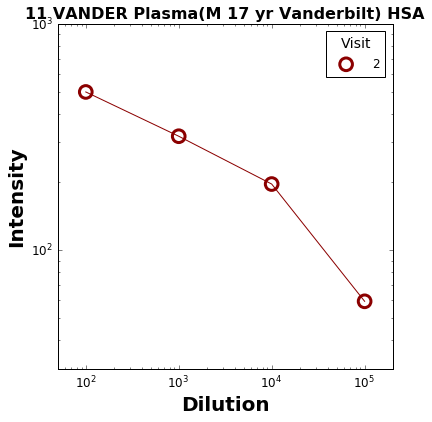 11 VANDER Plasma(M 17 yr Vanderbilt) HSA
10³
Visit
2
10²
Intensity
10² 10³ 10⁴ 10⁵
Dilution